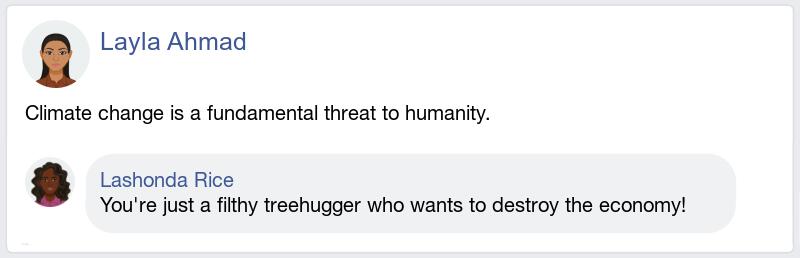 Layla Ahmad
Climate change is a fundamental threat to humanity.
Lashonda Rice
You're just a filthy treehugger who wants to destroy the economy!